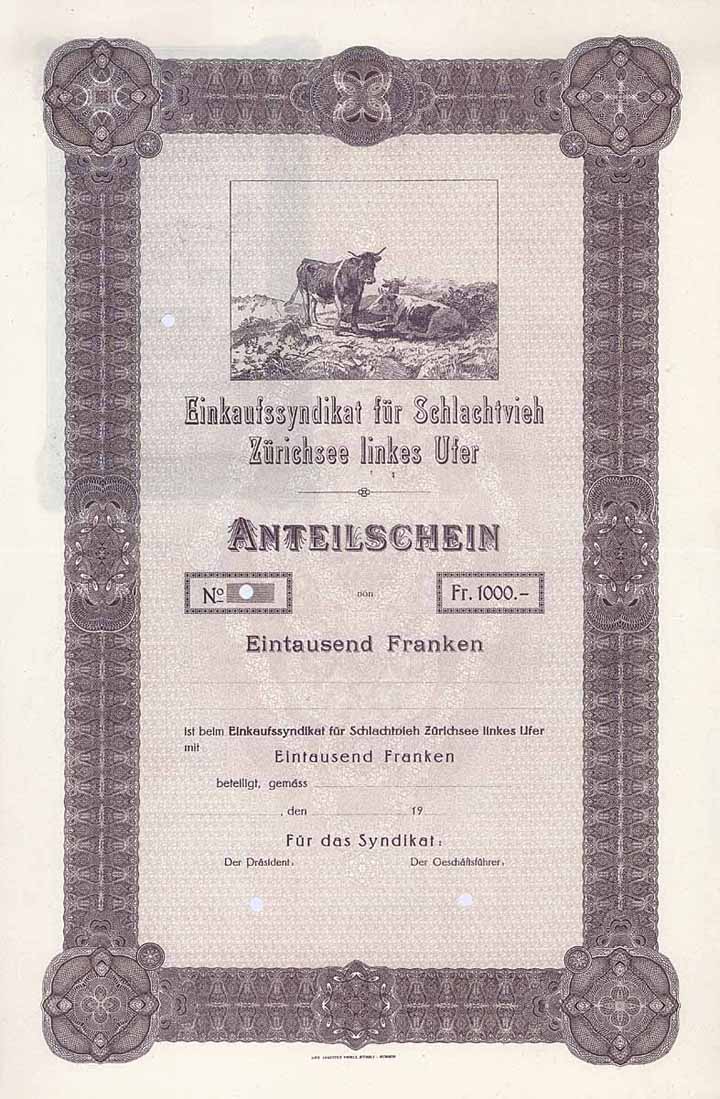 Einkaufssyndikat für Schlachtvieh
Zürichsee linkes Ufer
ANTEILSCHEIN
No
von
Fr. 1000.-
Eintausend Franken
ist beim Einkaufssyndikat für Schlachtvieh Zürichsee linkes Ufer
mit
Eintausend Franken
beteiligt, gemäss
, den 19
Für das Syndikat:
Der Präsident:
Der Geschäftsführer: